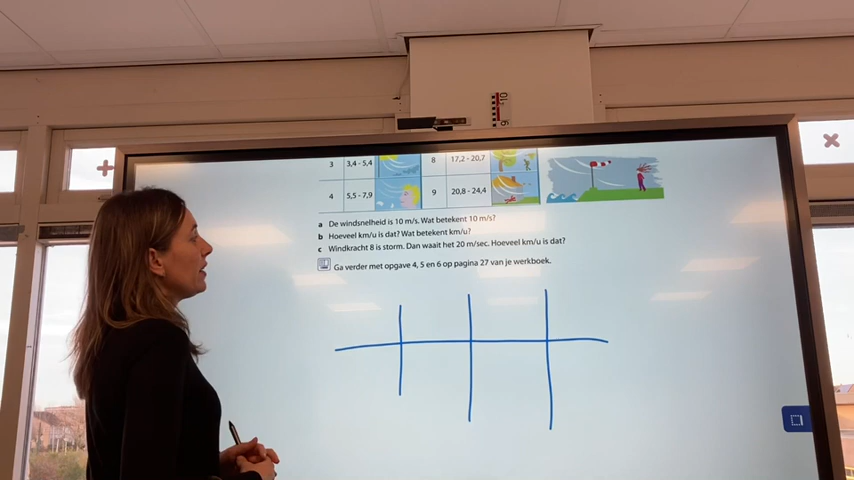 3 3,4 - 5,4 8 17,2 - 20,7
4 5,5 - 7,9 9 20,8 - 24,4
a De windsnelheid is 10 m/s. Wat betekent 10 m/s?
b Hoeveel km/u is dat? Wat betekent km/u?
c Windkracht 8 is storm. Dan waait het 20 m/sec. Hoeveel km/u is dat?
Ga verder met opgave 4, 5 en 6 op pagina 27 van je werkboek.